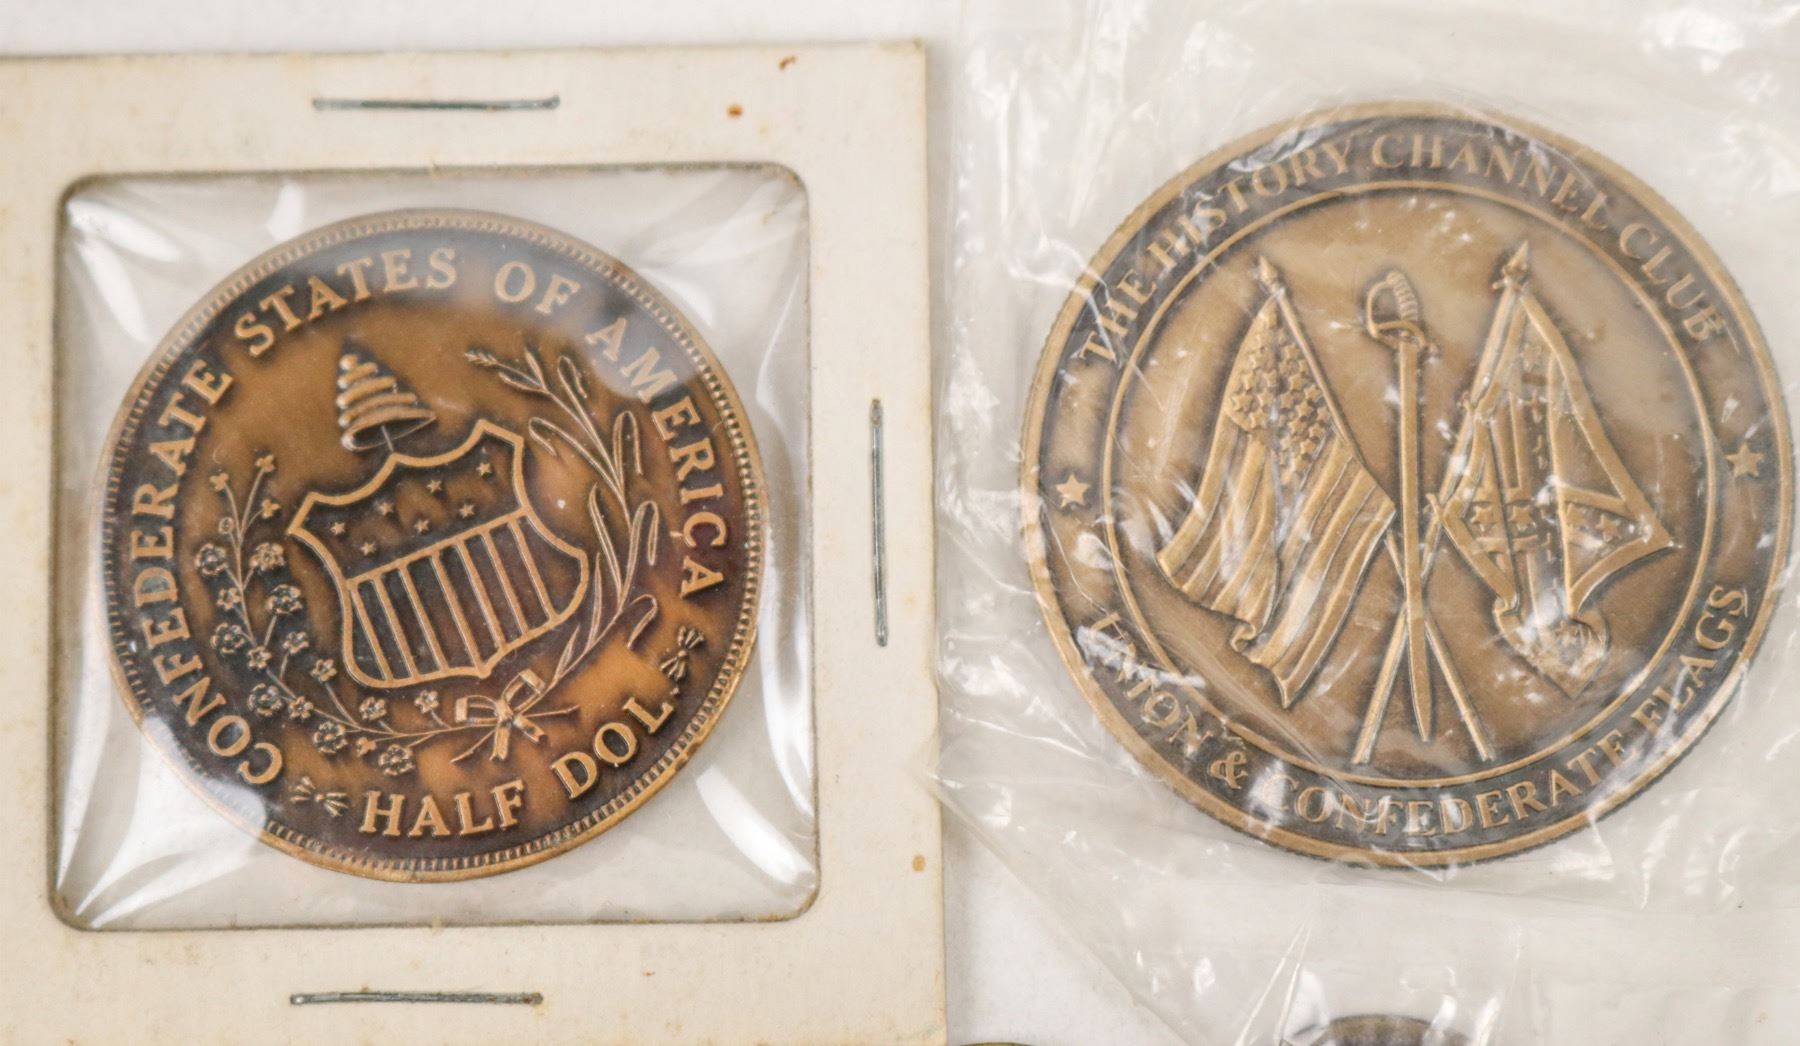 CONFEDERATE STATES OF AMERICA
HALF DOL.
THE HISTORY CHANNEL CLUB
UNION & CONFEDERATE FLAGS